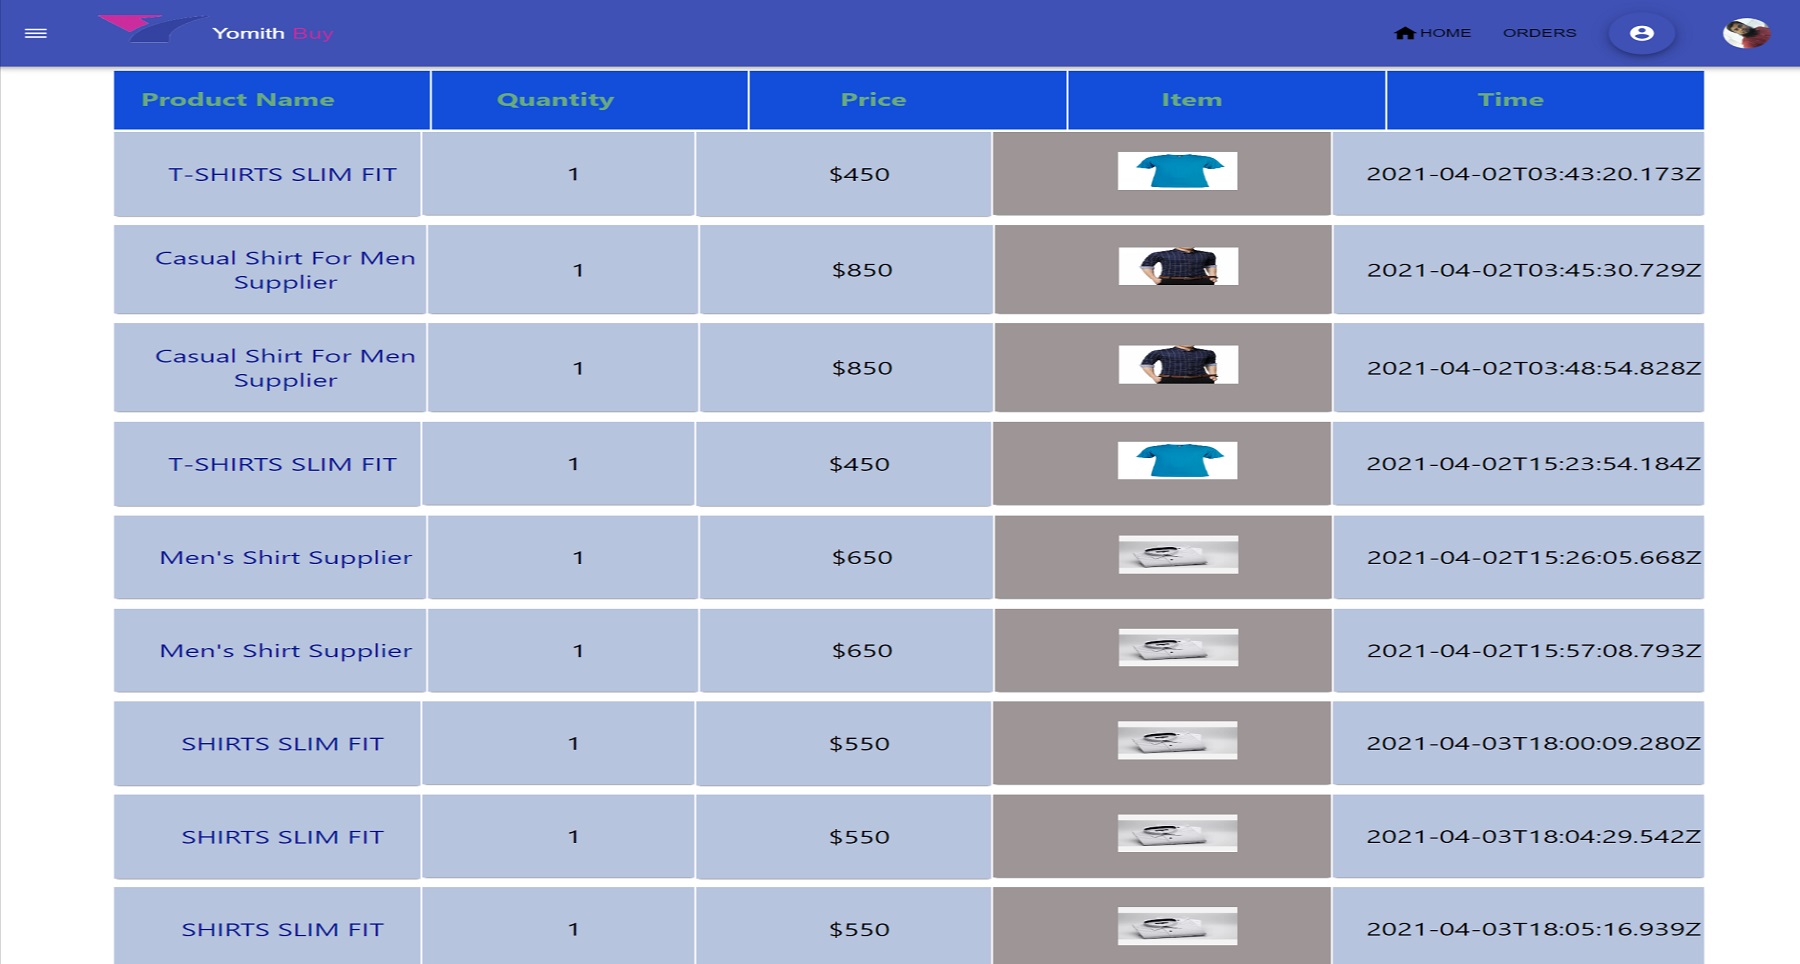 Yomith Buy HOME ORDERS
Product Name Quantity Price Item Time
T-SHIRTS SLIM FIT 1 $450 2021-04-02T03:43:20.173Z
Casual Shirt For Men
Supplier 1 $850 2021-04-02T03:45:30.729Z
Casual Shirt For Men
Supplier 1 $850 2021-04-02T03:48:54.828Z
T-SHIRTS SLIM FIT 1 $450 2021-04-02T15:23:54.184Z
Men's Shirt Supplier 1 $650 2021-04-02T15:26:05.668Z
Men's Shirt Supplier 1 $650 2021-04-02T15:57:08.793Z
SHIRTS SLIM FIT 1 $550 2021-04-03T18:00:09.280Z
SHIRTS SLIM FIT 1 $550 2021-04-03T18:04:29.542Z
SHIRTS SLIM FIT 1 $550 2021-04-03T18:05:16.939Z